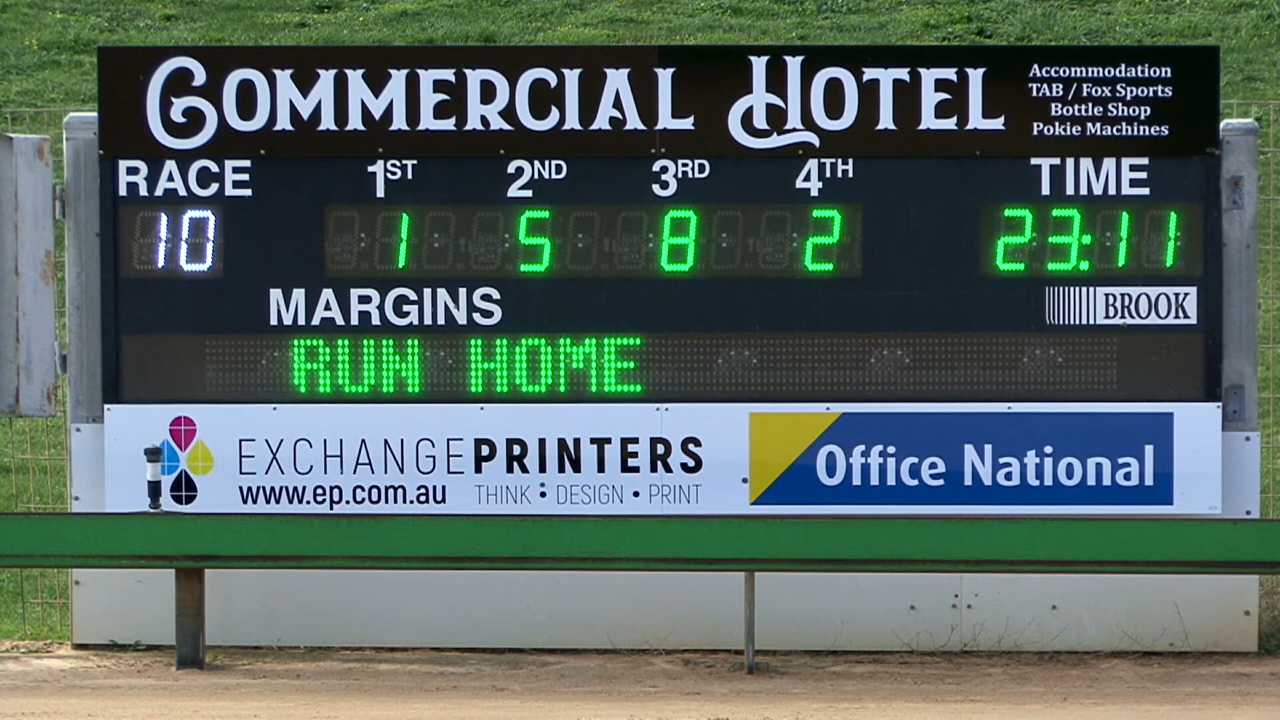 COMMERCIAL HOTEL
Accommodation
TAB / Fox Sports
Bottle Shop
Pokie Machines
RACE 1ST 2ND 3RD 4TH TIME
10 1 5 8 2 23:11
MARGINS
BROOK
RUN HOME
EXCHANGEPRINTERS
www.ep.com.au THINK • DESIGN • PRINT
Office National